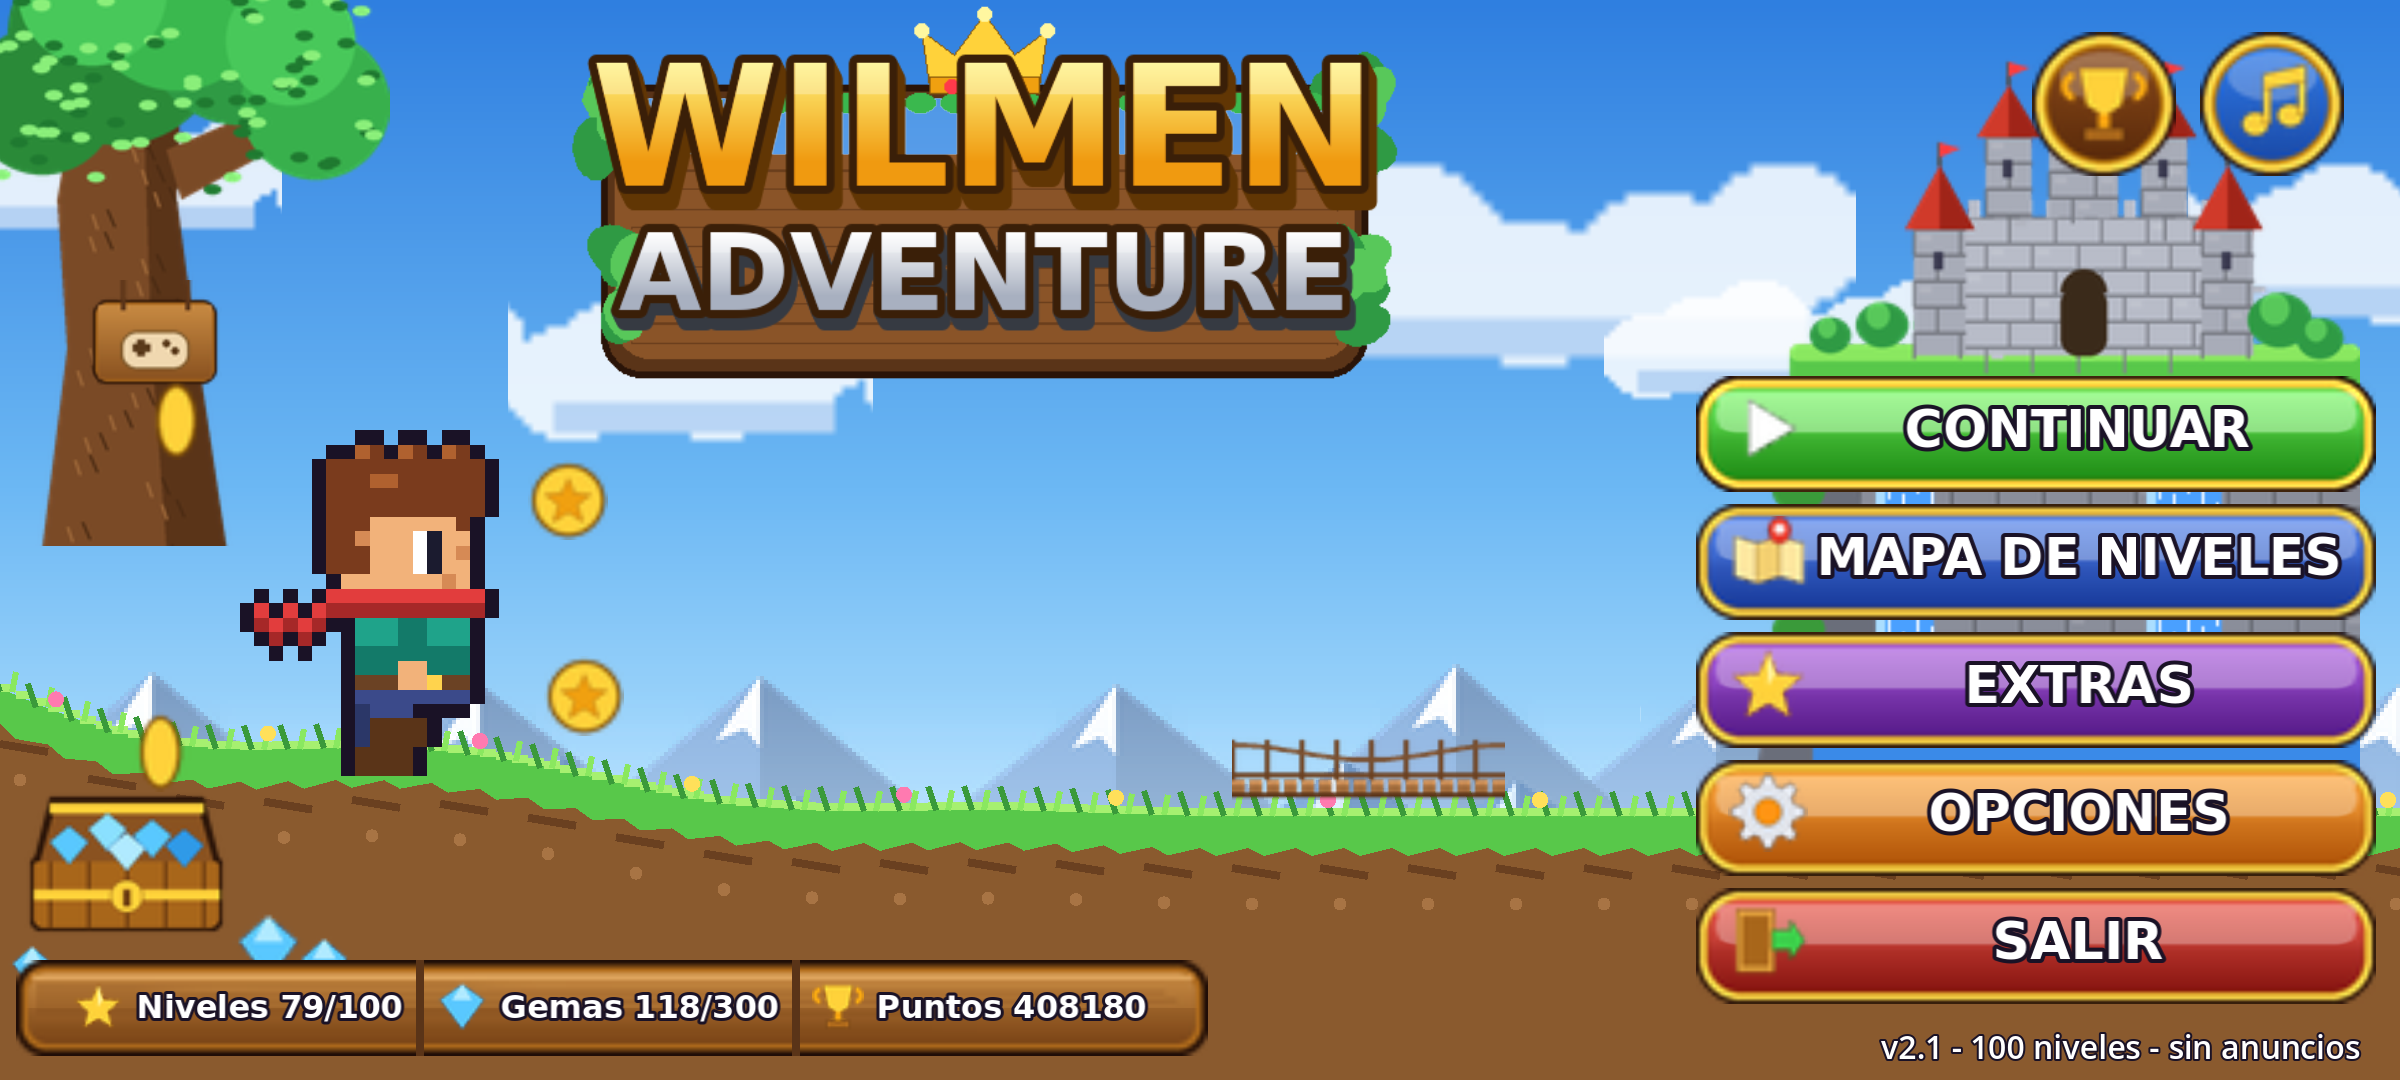 WILMEN
ADVENTURE
CONTINUAR
MAPA DE NIVELES
EXTRAS
OPCIONES
SALIR
Niveles 79/100
Gemas 118/300
Puntos 408180
v2.1 - 100 niveles - sin anuncios